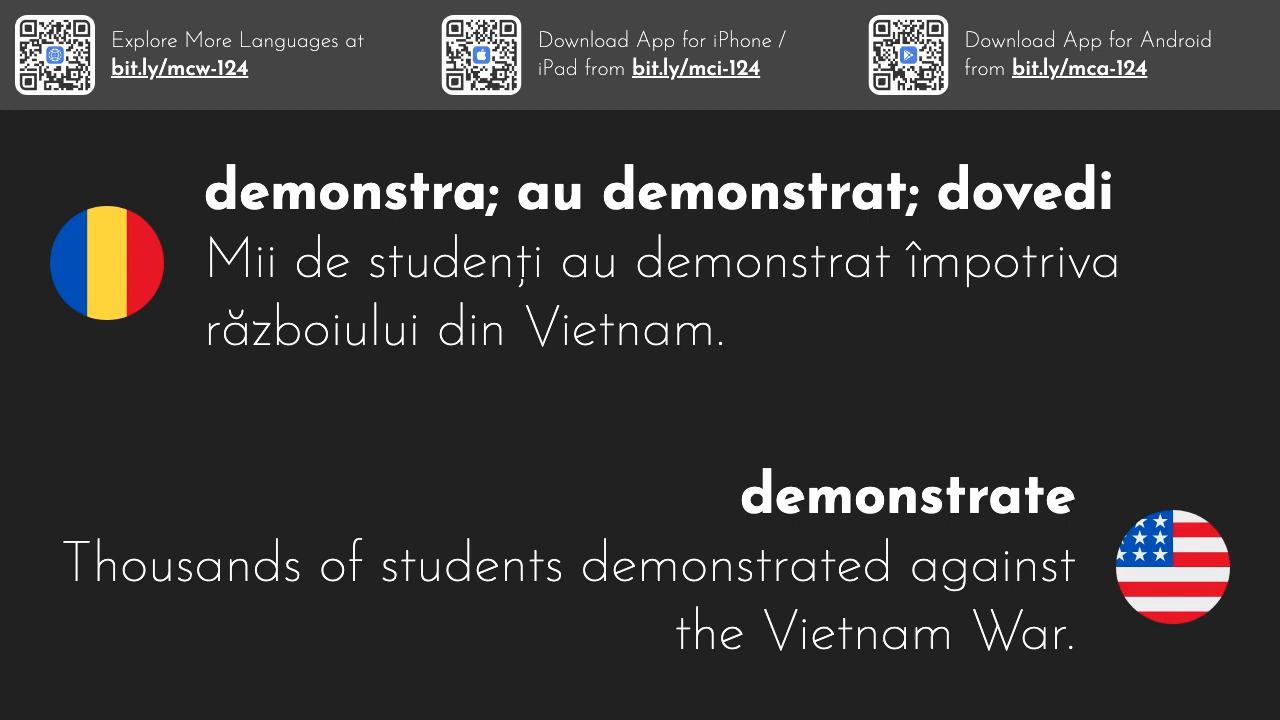 Explore More Languages at
bit.ly/mcw-124
Download App for iPhone /
iPad from bit.ly/mci-124
Download App for Android
from bit.ly/mca-124
demonstra; au demonstrat; dovedi
Mii de studenți au demonstrat împotriva
războiului din Vietnam.
demonstrate
Thousands of students demonstrated against
the Vietnam War.